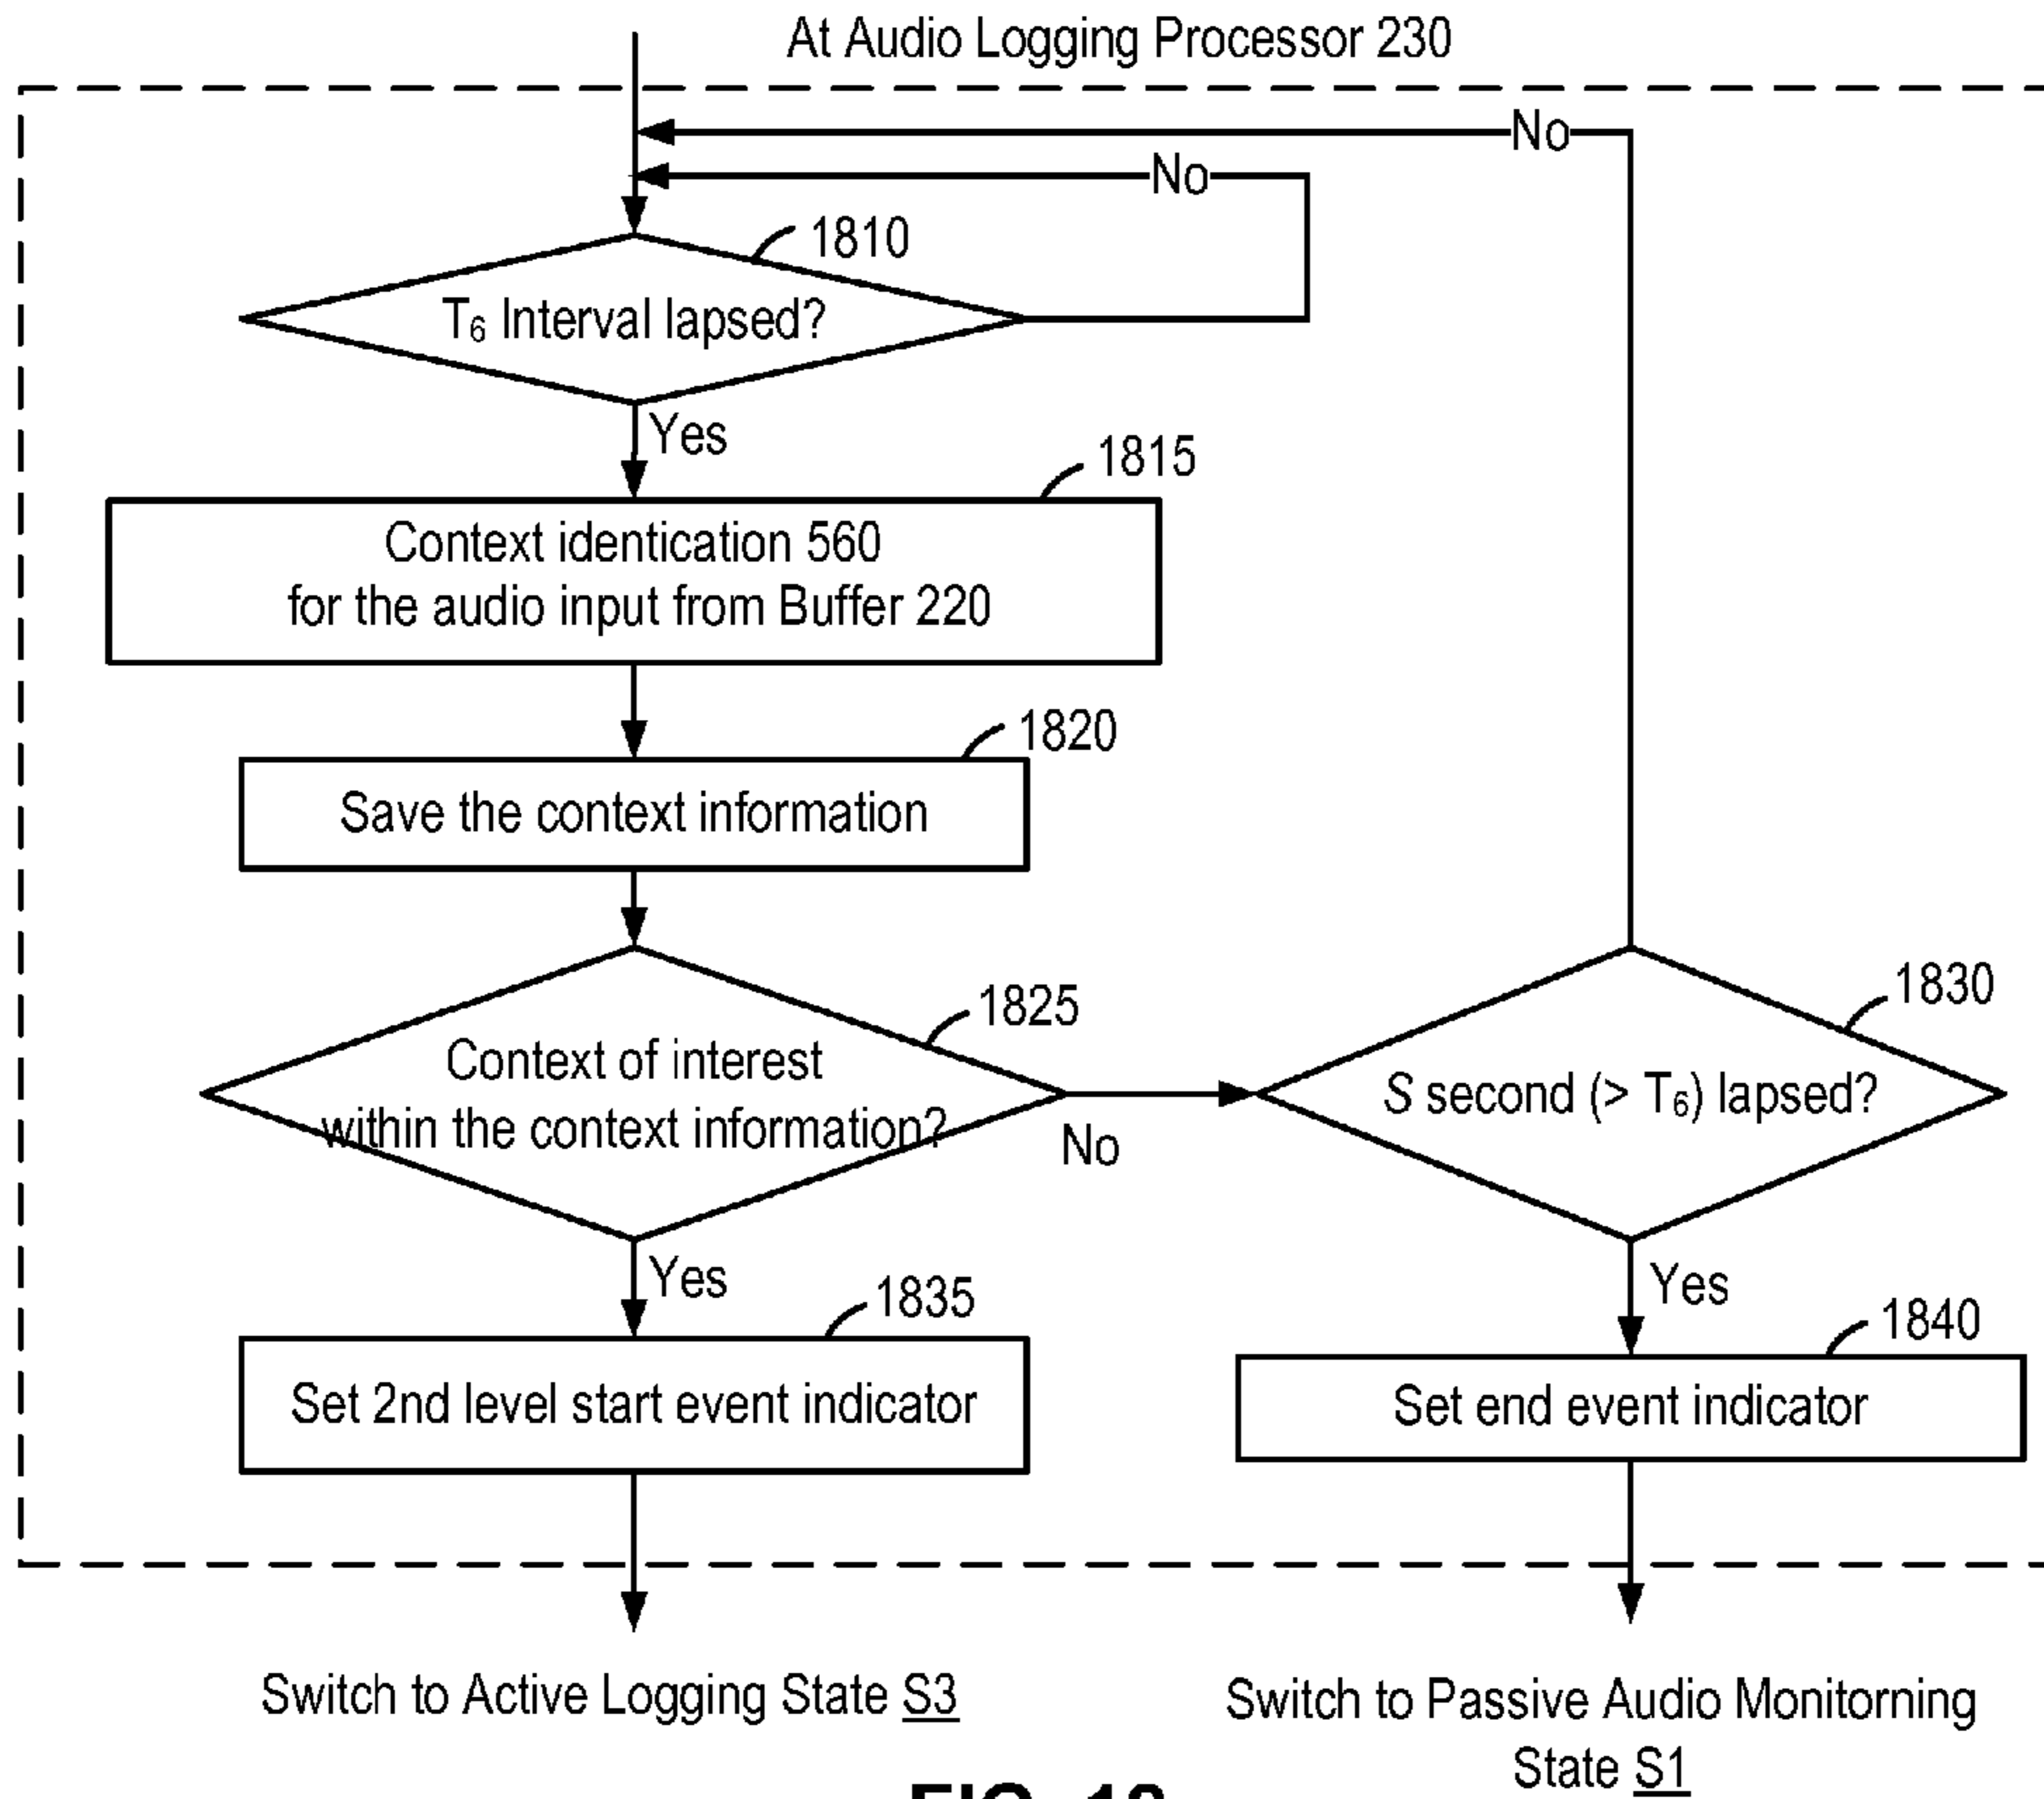 At Audio Logging Processor 230
No
No
1810
T6 Interval lapsed?
Yes
1815
Context identication 560
for the audio input from Buffer 220
1820
Save the context information
1825
Context of interest
within the context information?
No
1830
S second (> T6) lapsed?
Yes
1835
Set 2nd level start event indicator
Yes
1840
Set end event indicator
Switch to Active Logging State S3
Switch to Passive Audio Monitorning
State S1